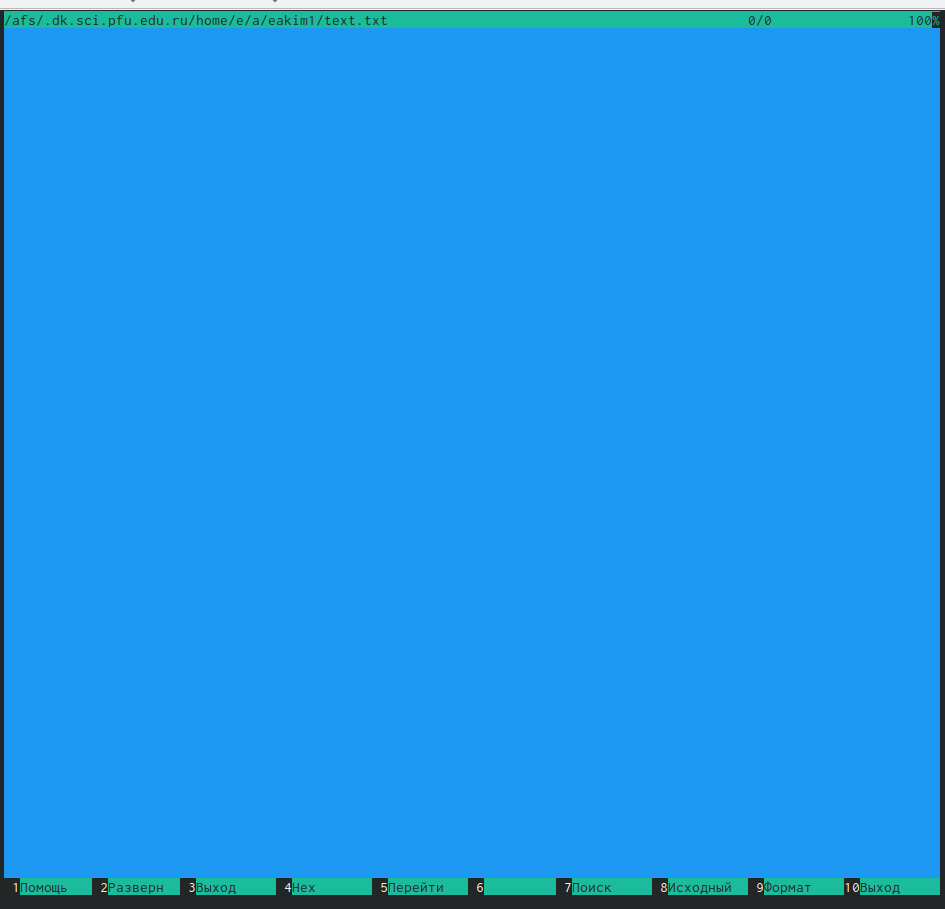 /afs/.dk.sci.pfu.edu.ru/home/e/a/eakim1/text.txt 0/0 100%
1Помощь 2Разверн 3Выход 4Hex 5Перейти 6 7Поиск 8Исходный 9Формат 10Выход